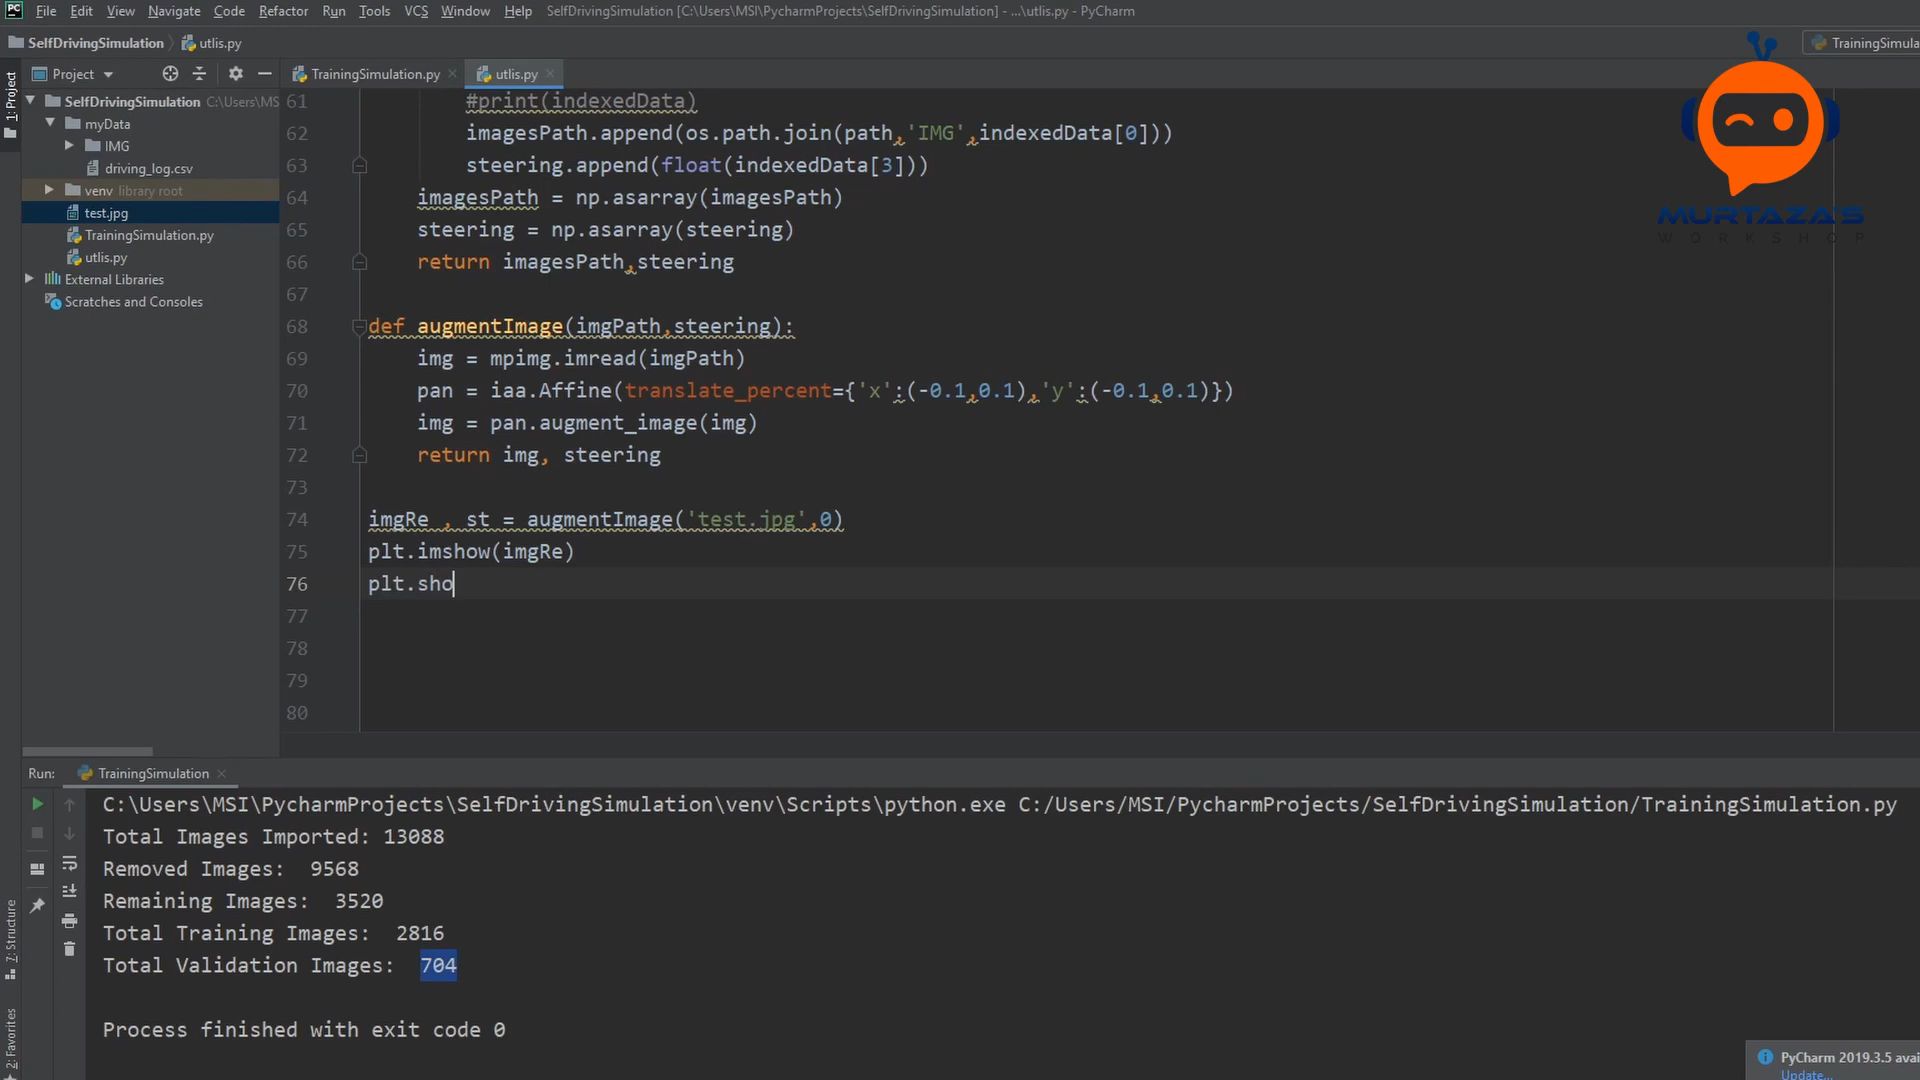 PC File Edit View Navigate Code Refactor Run Tools VCS Window Help SelfDrivingSimulation [C:\Users\MSI\PycharmProjects\SelfDrivingSimulation] - ...\utlis.py - PyCharm
SelfDrivingSimulation utlis.py
TrainingSimula
1: Project
Project
TrainingSimulation.py
utlis.py
SelfDrivingSimulation C:\Users\MS
myData
IMG
driving_log.csv
venv library root
test.jpg
TrainingSimulation.py
utlis.py
External Libraries
Scratches and Consoles
61 #print(indexedData)
62 imagesPath.append(os.path.join(path,'IMG',indexedData[0]))
63 steering.append(float(indexedData[3]))
64 imagesPath = np.asarray(imagesPath)
65 steering = np.asarray(steering)
66 return imagesPath,steering
67
68 def augmentImage(imgPath,steering):
69 img = mpimg.imread(imgPath)
70 pan = iaa.Affine(translate_percent={'x':(-0.1,0.1),'y':(-0.1,0.1)})
71 img = pan.augment_image(img)
72 return img, steering
73
74 imgRe , st = augmentImage('test.jpg',0)
75 plt.imshow(imgRe)
76 plt.sho
77
78
79
80
MURTAZA'S
WORKSHOP
Run: TrainingSimulation
C:\Users\MSI\PycharmProjects\SelfDrivingSimulation\venv\Scripts\python.exe C:/Users/MSI/PycharmProjects/SelfDrivingSimulation/TrainingSimulation.py
Total Images Imported: 13088
Removed Images:  9568
Remaining Images:  3520
Total Training Images:  2816
Total Validation Images:  704
Process finished with exit code 0
7: Structure
2: Favorites
PyCharm 2019.3.5 avai
Update...